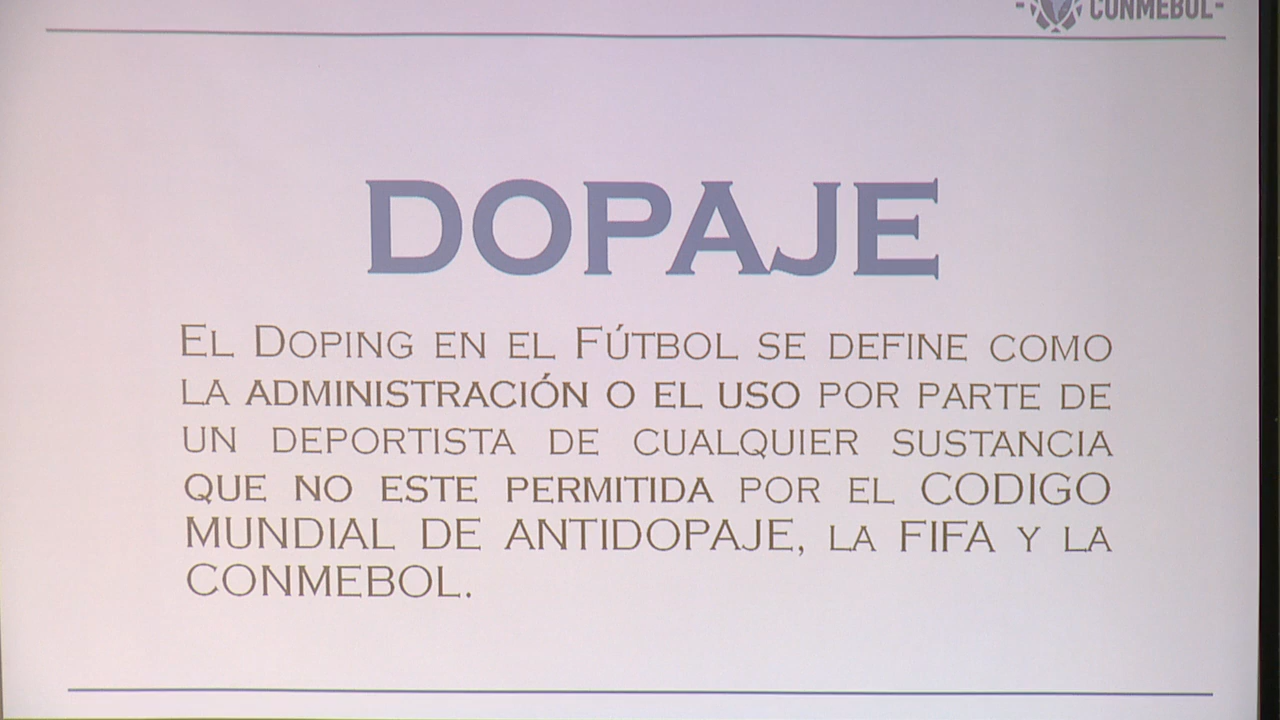 -CONMEBOL-
DOPAJE
EL DOPING EN EL FÚTBOL SE DEFINE COMO
LA ADMINISTRACIÓN O EL USO POR PARTE DE
UN DEPORTISTA DE CUALQUIER SUSTANCIA
QUE NO ESTE PERMITIDA POR EL CODIGO
MUNDIAL DE ANTIDOPAJE, LA FIFA Y LA
CONMEBOL.